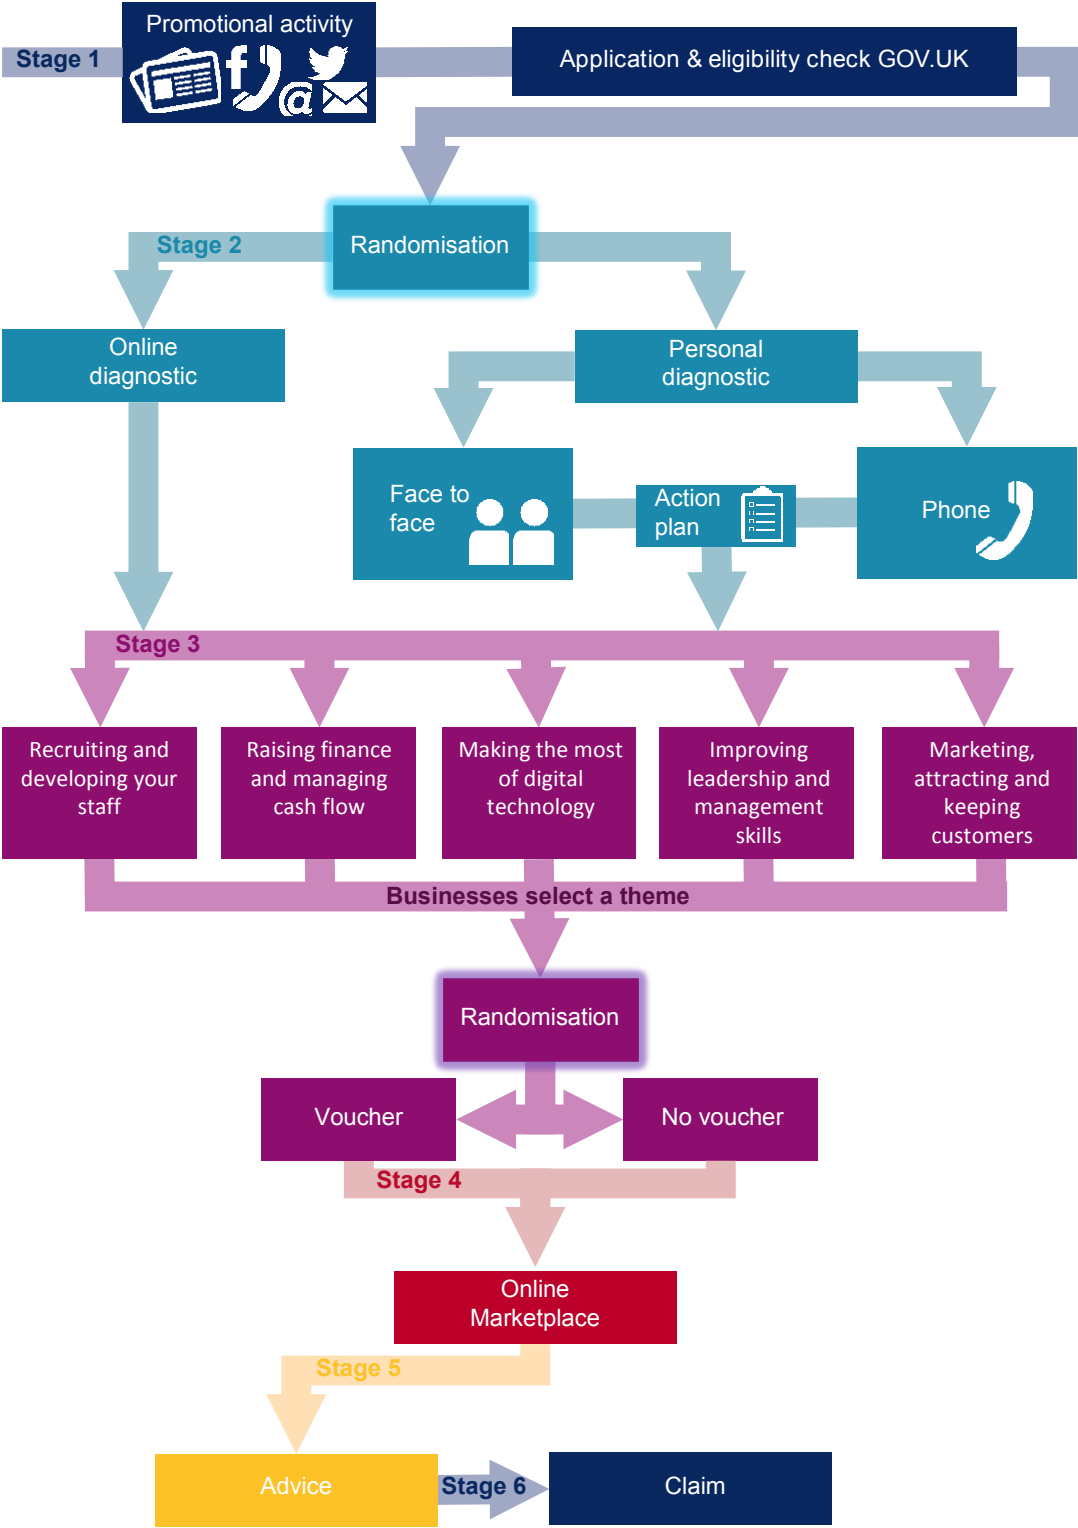 Promotional activity
Stage 1
Application & eligibility check GOV.UK
Stage 2
Randomisation
Online
diagnostic
Personal
diagnostic
Face to
face
Action
plan
Phone
Stage 3
Recruiting and
developing your
staff
Raising finance
and managing
cash flow
Making the most
of digital
technology
Improving
leadership and
management
skills
Marketing,
attracting and
keeping
customers
Businesses select a theme
Randomisation
Voucher
No voucher
Stage 4
Online
Marketplace
Stage 5
Advice
Stage 6
Claim